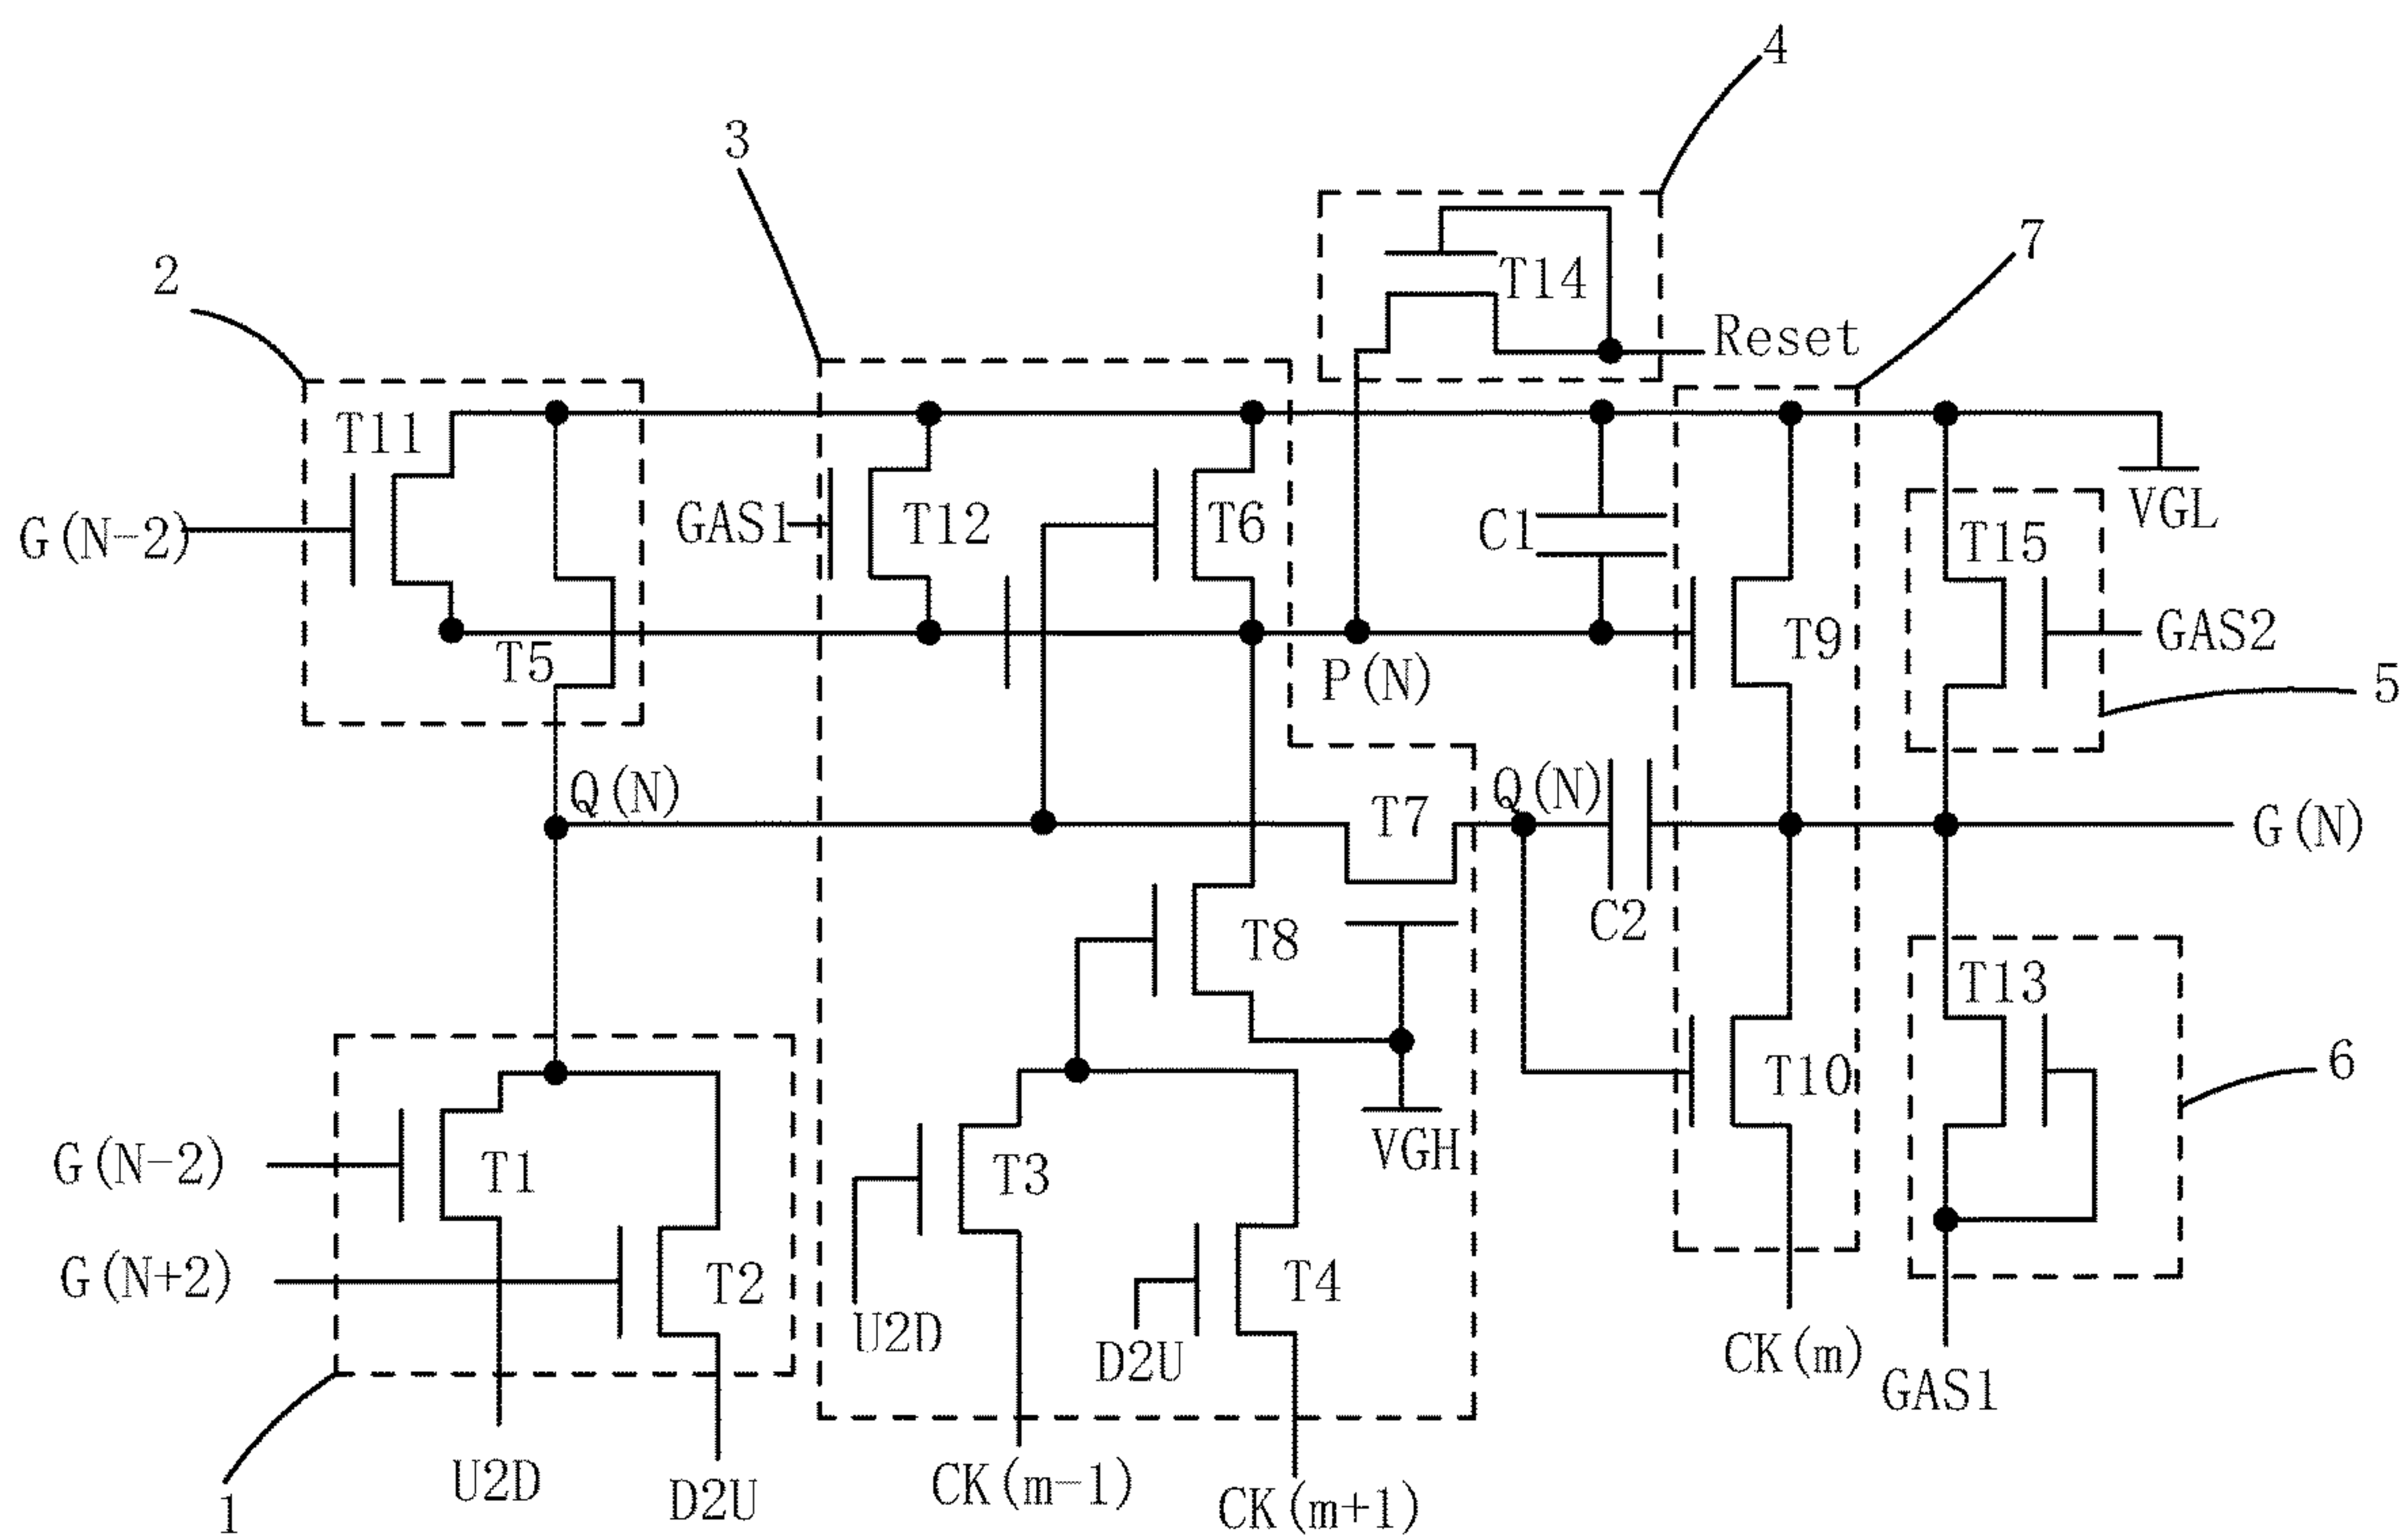 4
3
7
2
T14
Reset
T11
G(N-2)
GAS1
T12
T6
C1
VGL
T15
T5
P(N)
T9
GAS2
5
Q(N)
T7
Q(N)
G(N)
C2
T8
T13
T10
6
G(N-2)
T1
T3
VGH
G(N+2)
T2
T4
U2D
D2U
CK(m)
GAS1
1
U2D
D2U
CK(m-1)
CK(m+1)